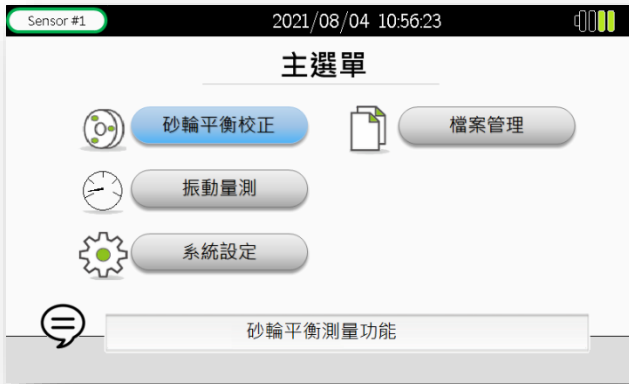 Sensor #1 2021/08/04 10:56:23
主選單
砂輪平衡校正 檔案管理
振動量測
系統設定
砂輪平衡測量功能